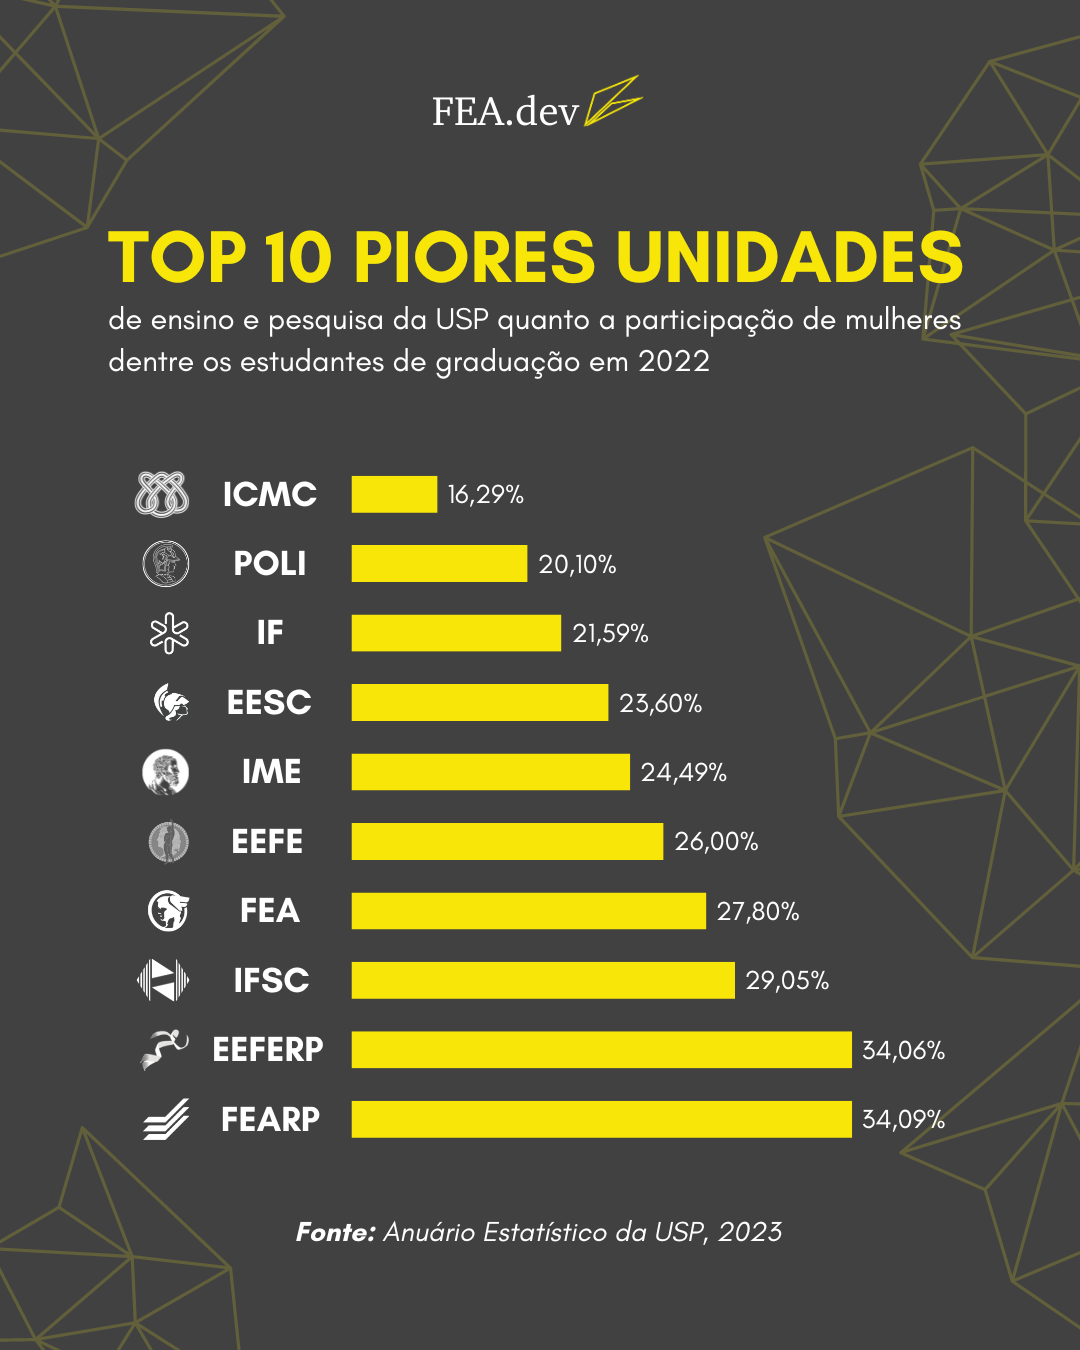 FEA.dev
TOP 10 PIORES UNIDADES
de ensino e pesquisa da USP quanto a participação de mulheres
dentre os estudantes de graduação em 2022
ICMC 16,29%
POLI 20,10%
IF 21,59%
EESC 23,60%
IME 24,49%
EEFE 26,00%
FEA 27,80%
IFSC 29,05%
EEFERP 34,06%
FEARP 34,09%
Fonte: Anuário Estatístico da USP, 2023